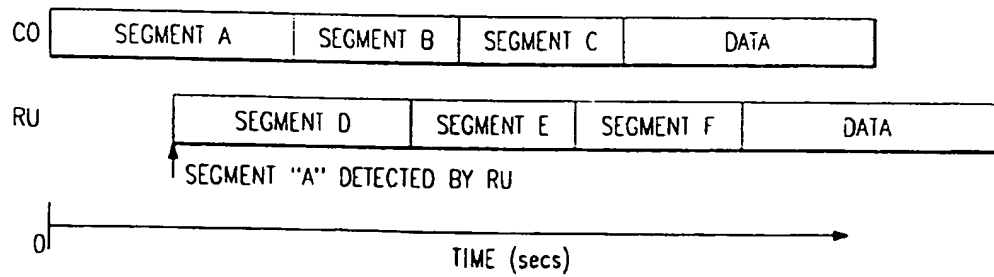 CO SEGMENT A SEGMENT B SEGMENT C DATA
RU SEGMENT D SEGMENT E SEGMENT F DATA
SEGMENT "A" DETECTED BY RU
0
TIME (secs)